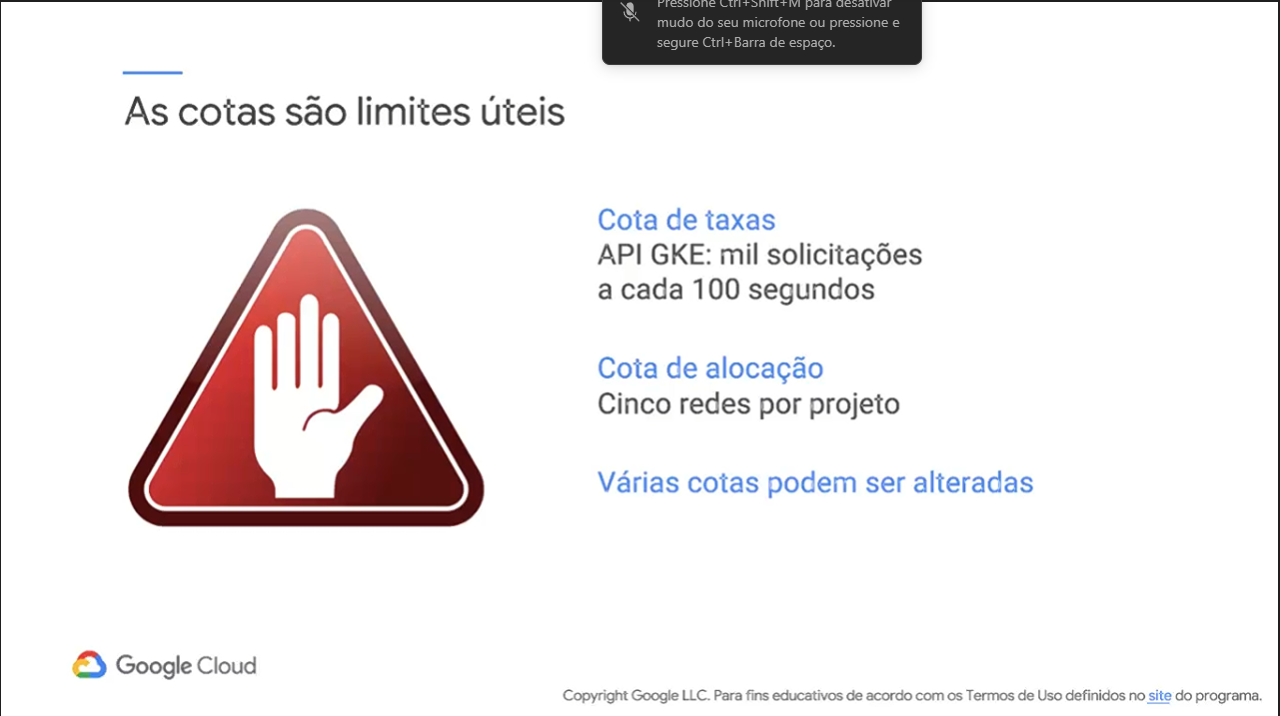 Pressione Ctrl+Shift+M para desativar
mudo do seu microfone ou pressione e
segure Ctrl+Barra de espaço.
As cotas são limites úteis
Cota de taxas
API GKE: mil solicitações
a cada 100 segundos
Cota de alocação
Cinco redes por projeto
Várias cotas podem ser alteradas
Google Cloud
Copyright Google LLC. Para fins educativos de acordo com os Termos de Uso definidos no site do programa.